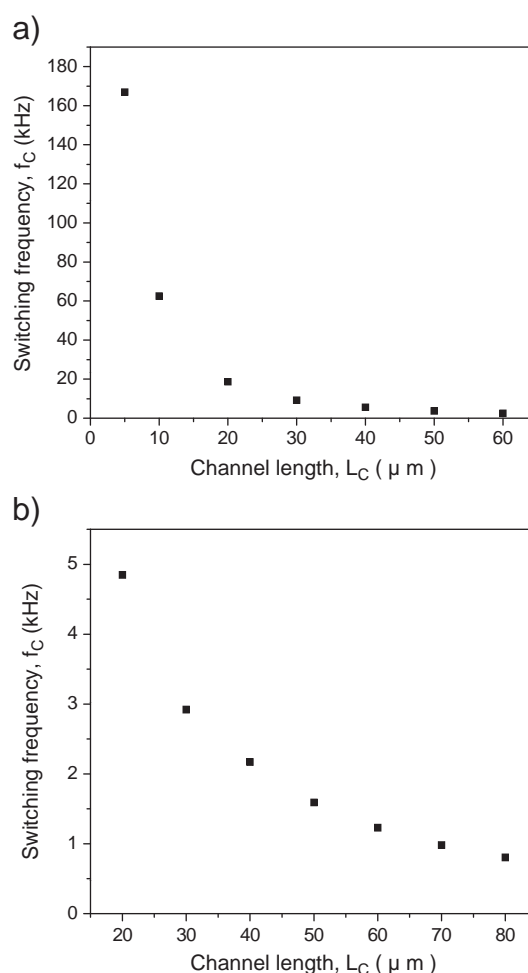 a)
180
160
140
120
100
80
60
40
20
0
Switching frequency, f_C (kHz)
0 10 20 30 40 50 60
Channel length, L_C ( µ m )
b)
5
4
3
2
1
0
Switching frequency, f_C (kHz)
20 30 40 50 60 70 80
Channel length, L_C ( µ m )